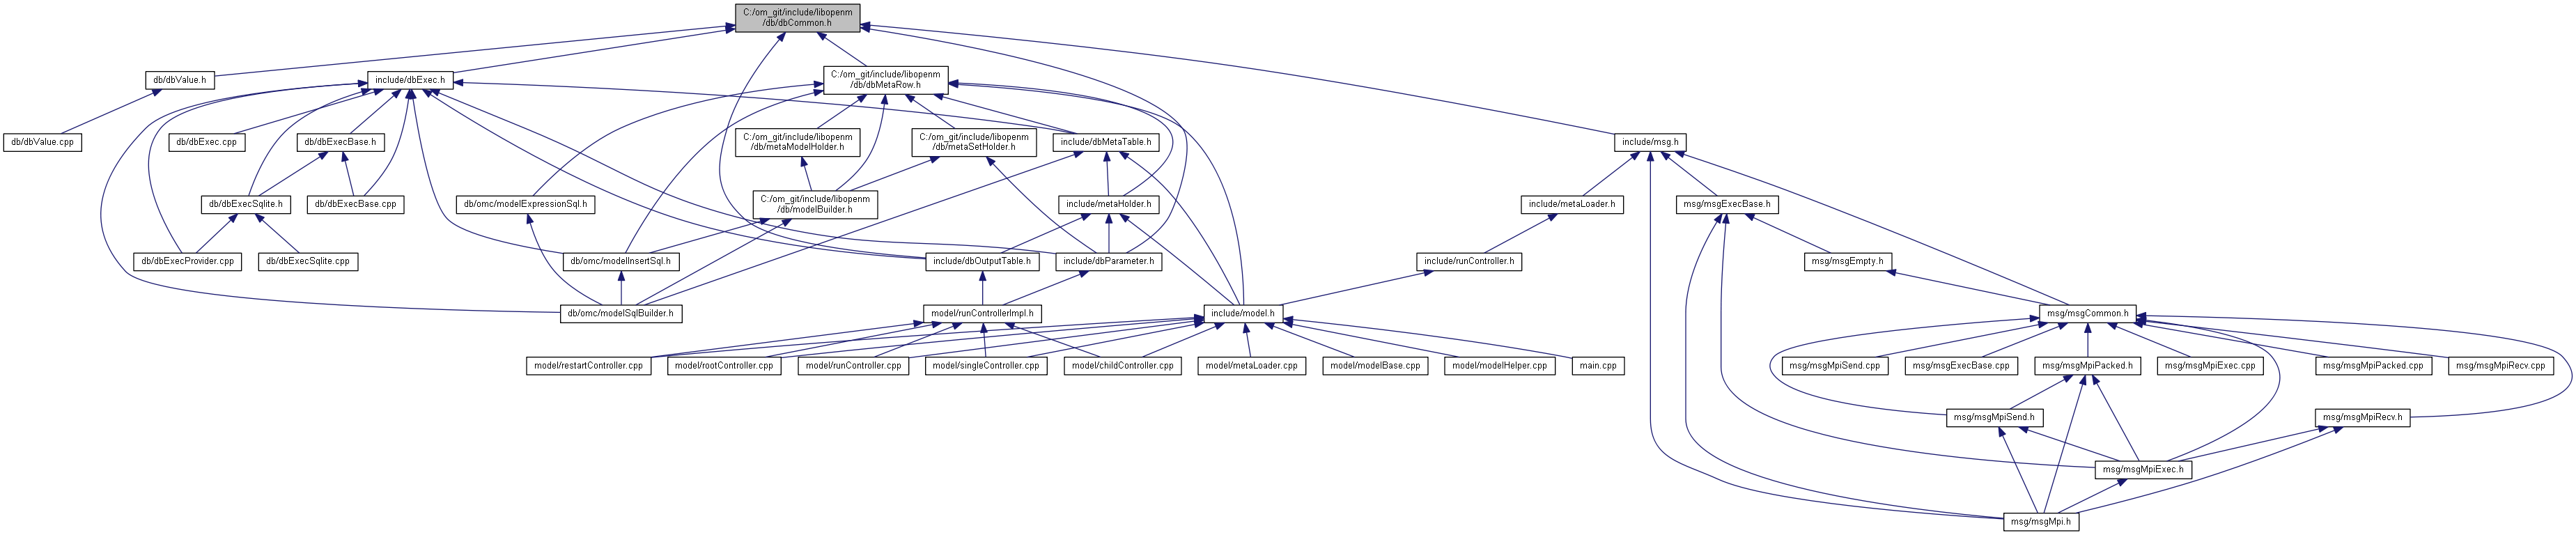 C:/om_git/include/libopenm
/db/dbCommon.h
db/dbValue.h
include/dbExec.h
C:/om_git/include/libopenm
/db/dbMetaRow.h
db/dbValue.cpp
db/dbExec.cpp
db/dbExecBase.h
C:/om_git/include/libopenm
/db/metaModelHolder.h
C:/om_git/include/libopenm
/db/metaSetHolder.h
include/dbMetaTable.h
include/msg.h
db/dbExecSqlite.h
db/dbExecBase.cpp
db/omc/modelExpressionSql.h
C:/om_git/include/libopenm
/db/modelBuilder.h
include/metaHolder.h
include/metaLoader.h
msg/msgExecBase.h
db/dbExecProvider.cpp
db/dbExecSqlite.cpp
db/omc/modelInsertSql.h
include/dbOutputTable.h
include/dbParameter.h
include/runController.h
msg/msgEmpty.h
db/omc/modelSqlBuilder.h
model/runControllerImpl.h
include/model.h
msg/msgCommon.h
model/restartController.cpp
model/rootController.cpp
model/runController.cpp
model/singleController.cpp
model/childController.cpp
model/metaLoader.cpp
model/modelBase.cpp
model/modelHelper.cpp
main.cpp
msg/msgMpiSend.cpp
msg/msgExecBase.cpp
msg/msgMpiPacked.h
msg/msgMpiExec.cpp
msg/msgMpiPacked.cpp
msg/msgMpiRecv.cpp
msg/msgMpiSend.h
msg/msgMpiRecv.h
msg/msgMpiExec.h
msg/msgMpi.h